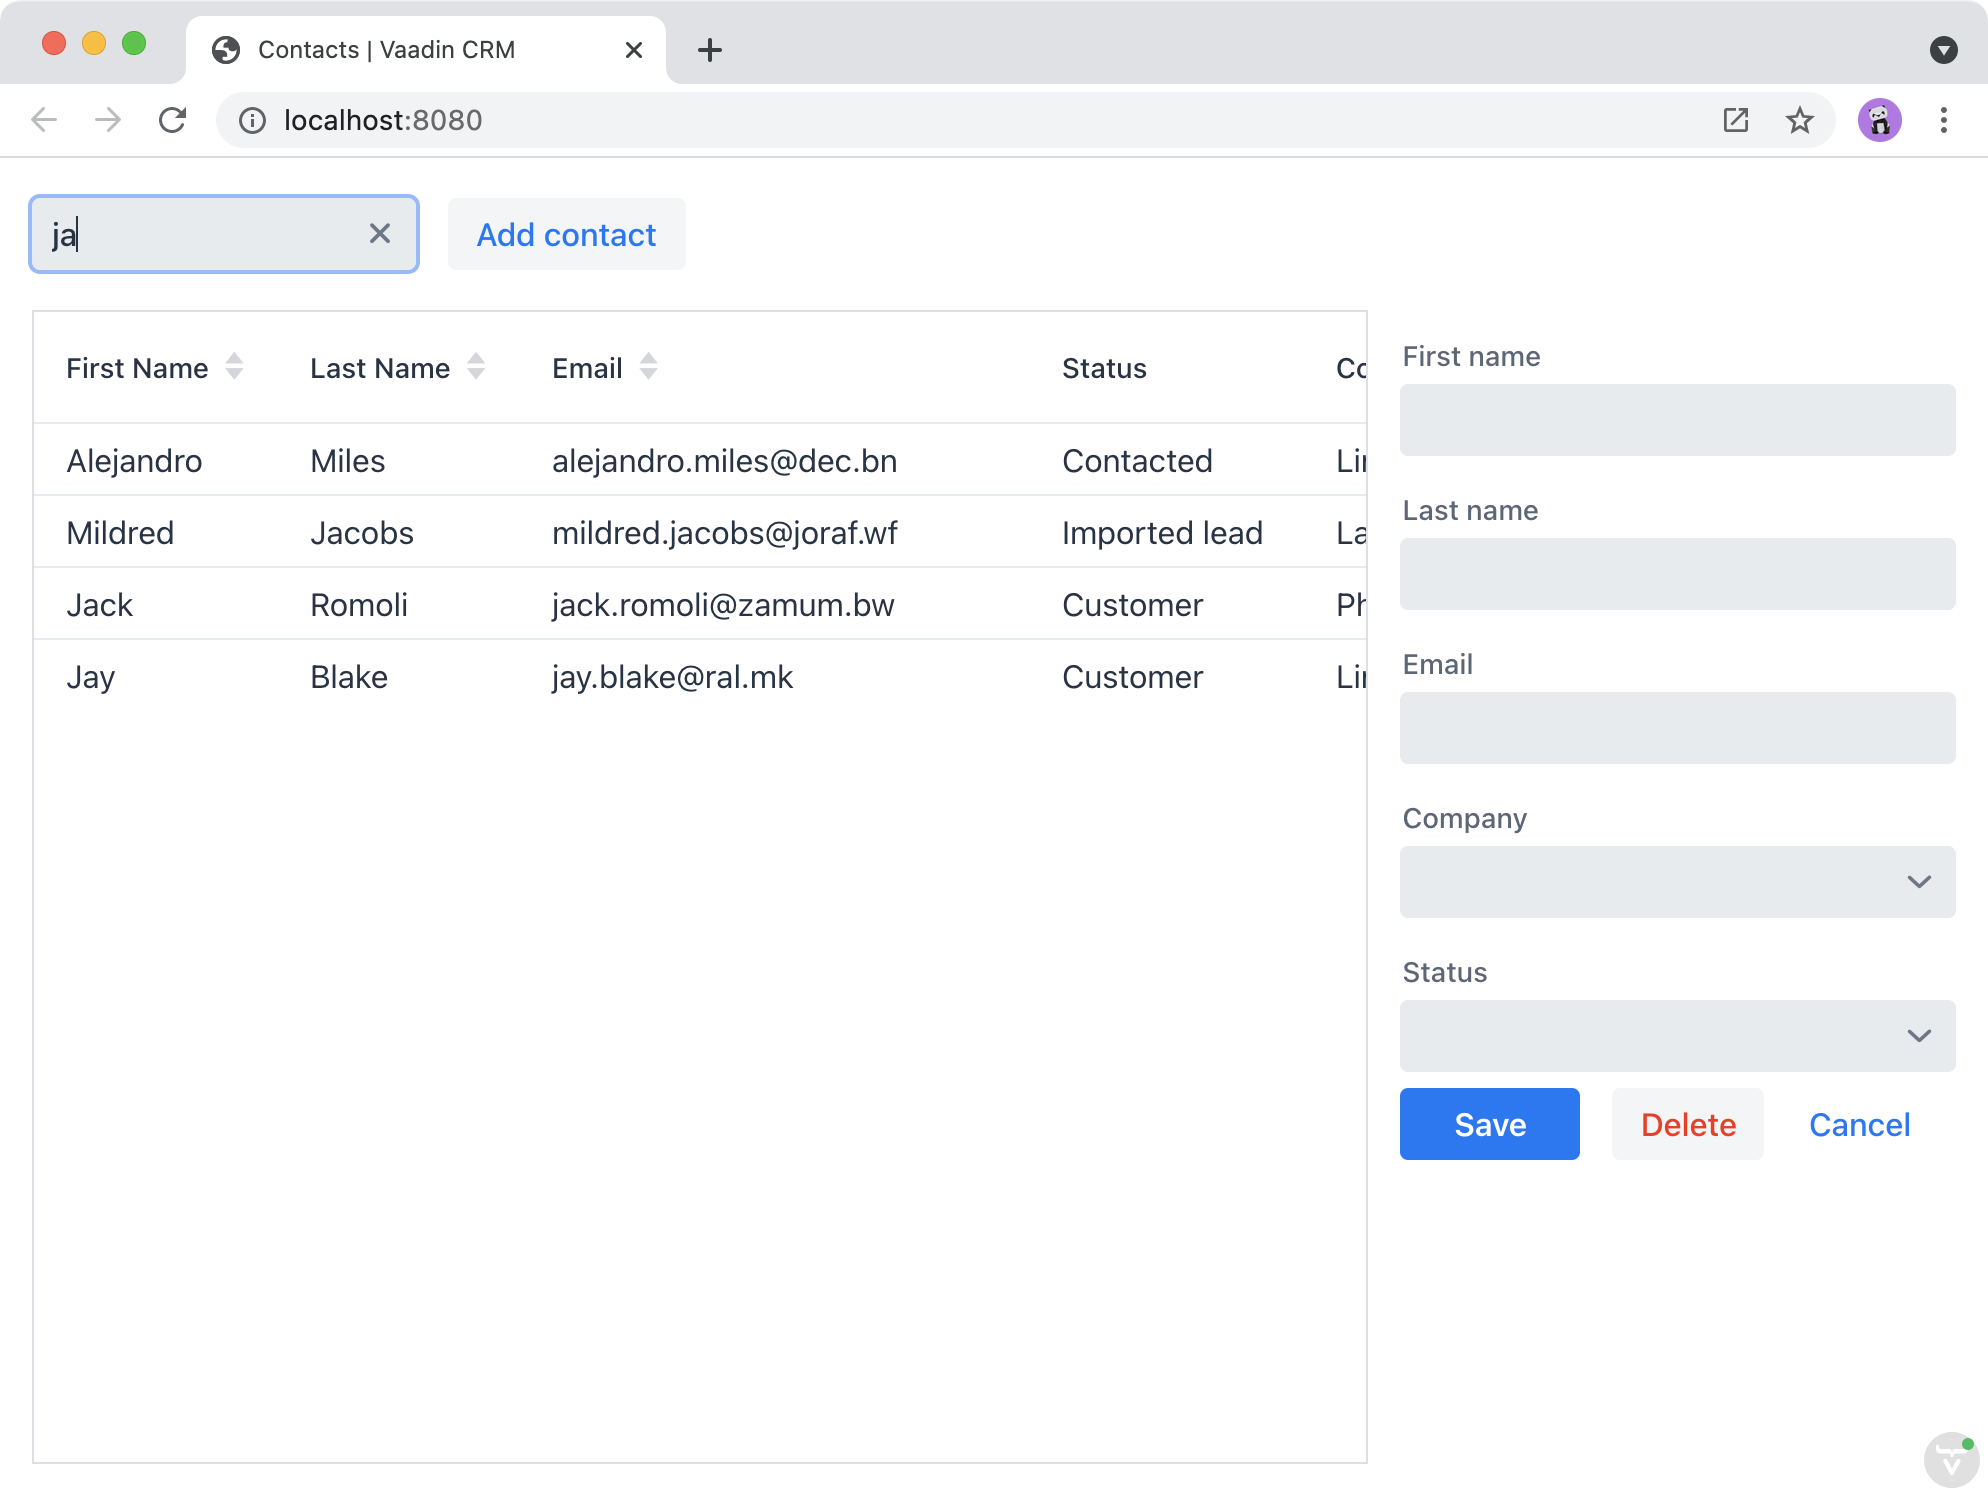 Contacts | Vaadin CRM
localhost:8080
ja
Add contact
First Name Last Name Email Status Co
Alejandro Miles alejandro.miles@dec.bn Contacted Lin
Mildred Jacobs mildred.jacobs@joraf.wf Imported lead La
Jack Romoli jack.romoli@zamum.bw Customer Ph
Jay Blake jay.blake@ral.mk Customer Lin
First name
Last name
Email
Company
Status
Save Delete Cancel